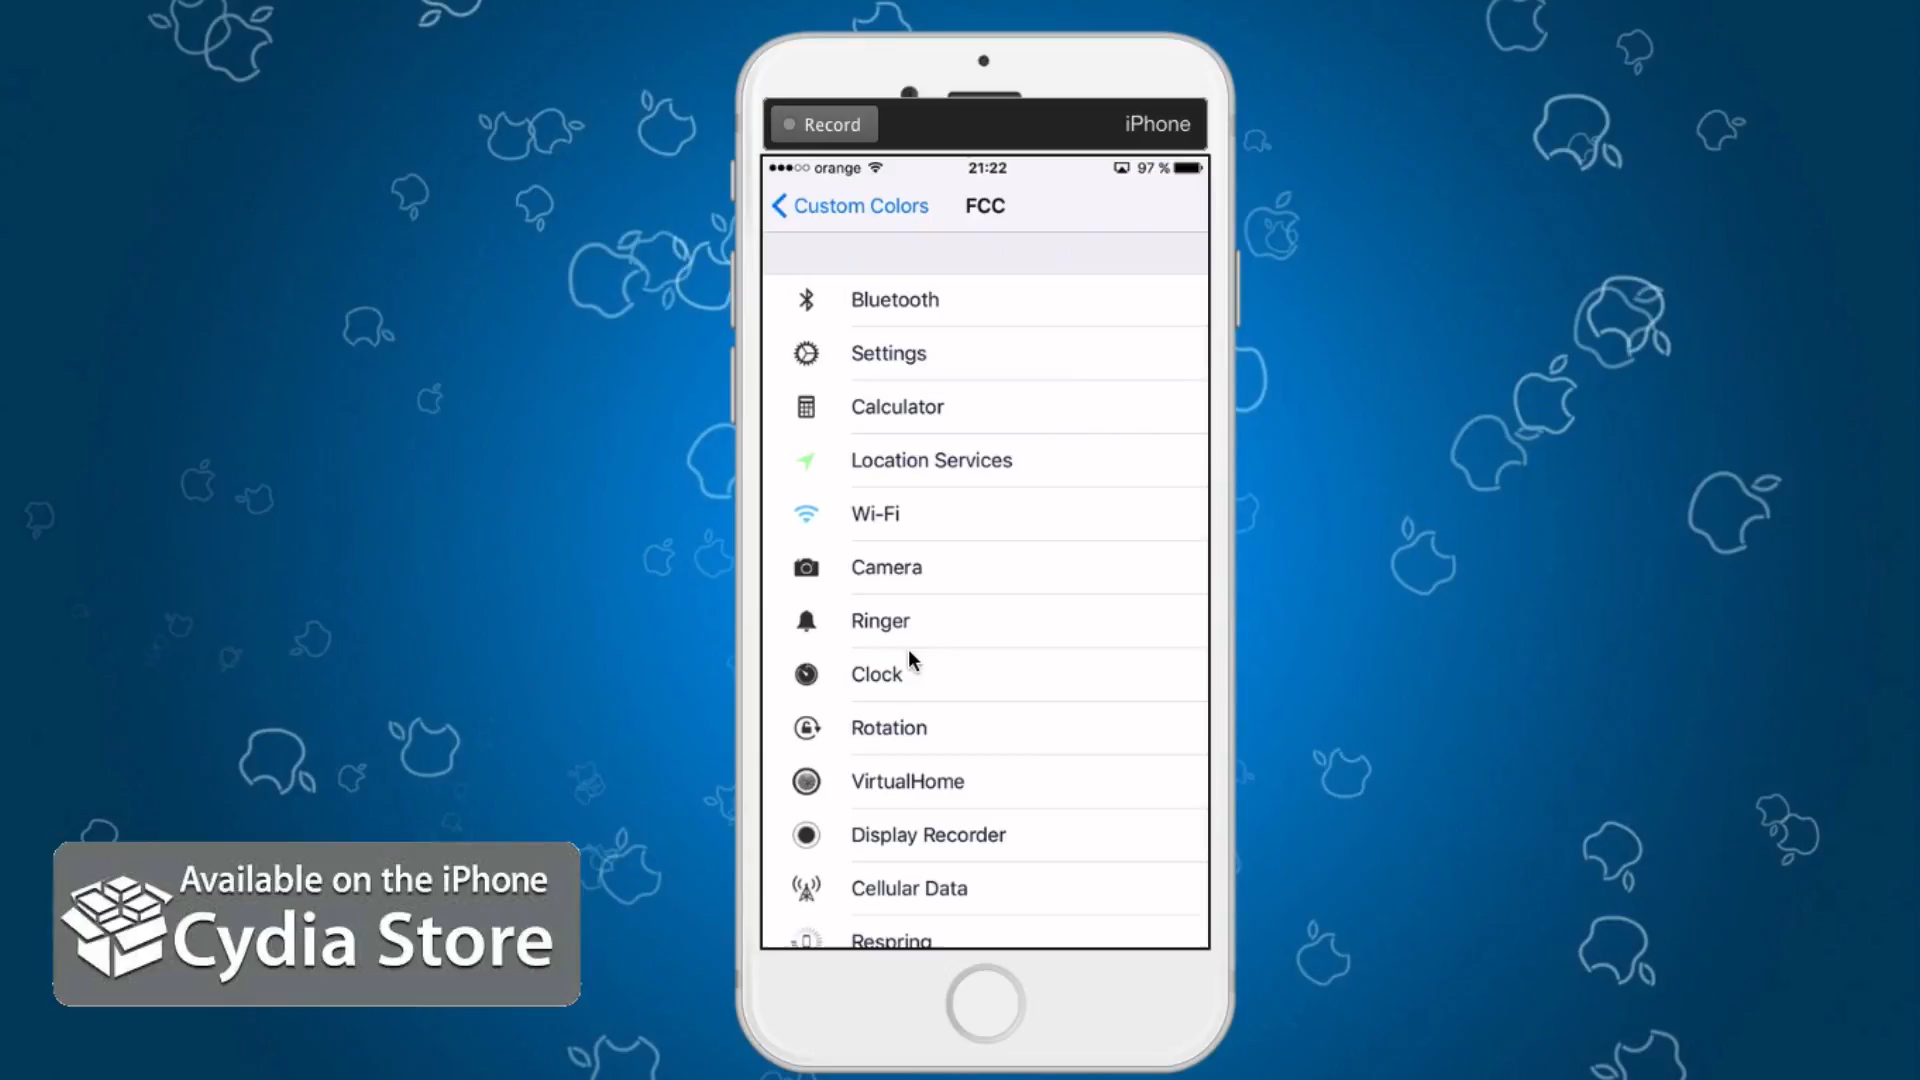 Record
iPhone
orange
21:22
97 %
Custom Colors
FCC
Bluetooth
Settings
Calculator
Location Services
Wi-Fi
Camera
Ringer
Clock
Rotation
VirtualHome
Display Recorder
Cellular Data
Respring
Available on the iPhone
Cydia Store